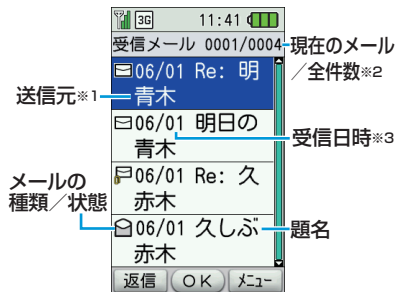 3G 11:41
受信メール 0001/0004
現在のメール
／全件数※2
06/01 Re: 明
青木
送信元※1
06/01 明日の
青木
受信日時※3
06/01 Re: 久
赤木
メールの
種類／状態
06/01 久しぶ
赤木
題名
返信 OK ﾒﾆｭｰ